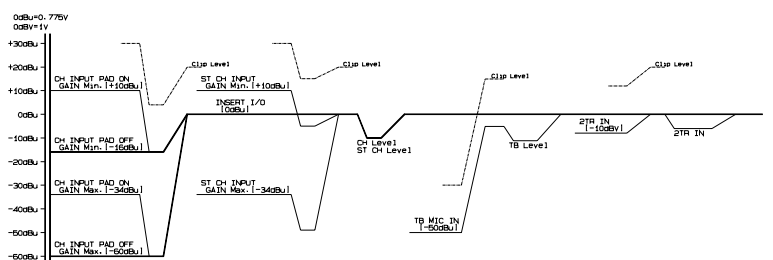 0dBu=0.775V
0dBV=1V
+30dBu
+20dBu
+10dBu
0dBu
-10dBu
-20dBu
-30dBu
-40dBu
-50dBu
-60dBu
CH INPUT PAD ON
GAIN Min. [+10dBu]
CH INPUT PAD OFF
GAIN Min. [-16dBu]
CH INPUT PAD ON
GAIN Max. [-34dBu]
CH INPUT PAD OFF
GAIN Max. [-60dBu]
Clip Level
ST CH INPUT
GAIN Min. [+10dBu]
INSERT I/O
[0dBu]
ST CH INPUT
GAIN Max. [-34dBu]
Clip Level
CH Level
ST CH Level
TB MIC IN
[-50dBu]
Clip Level
TB Level
2TR IN
[-10dBV]
Clip Level
2TR IN